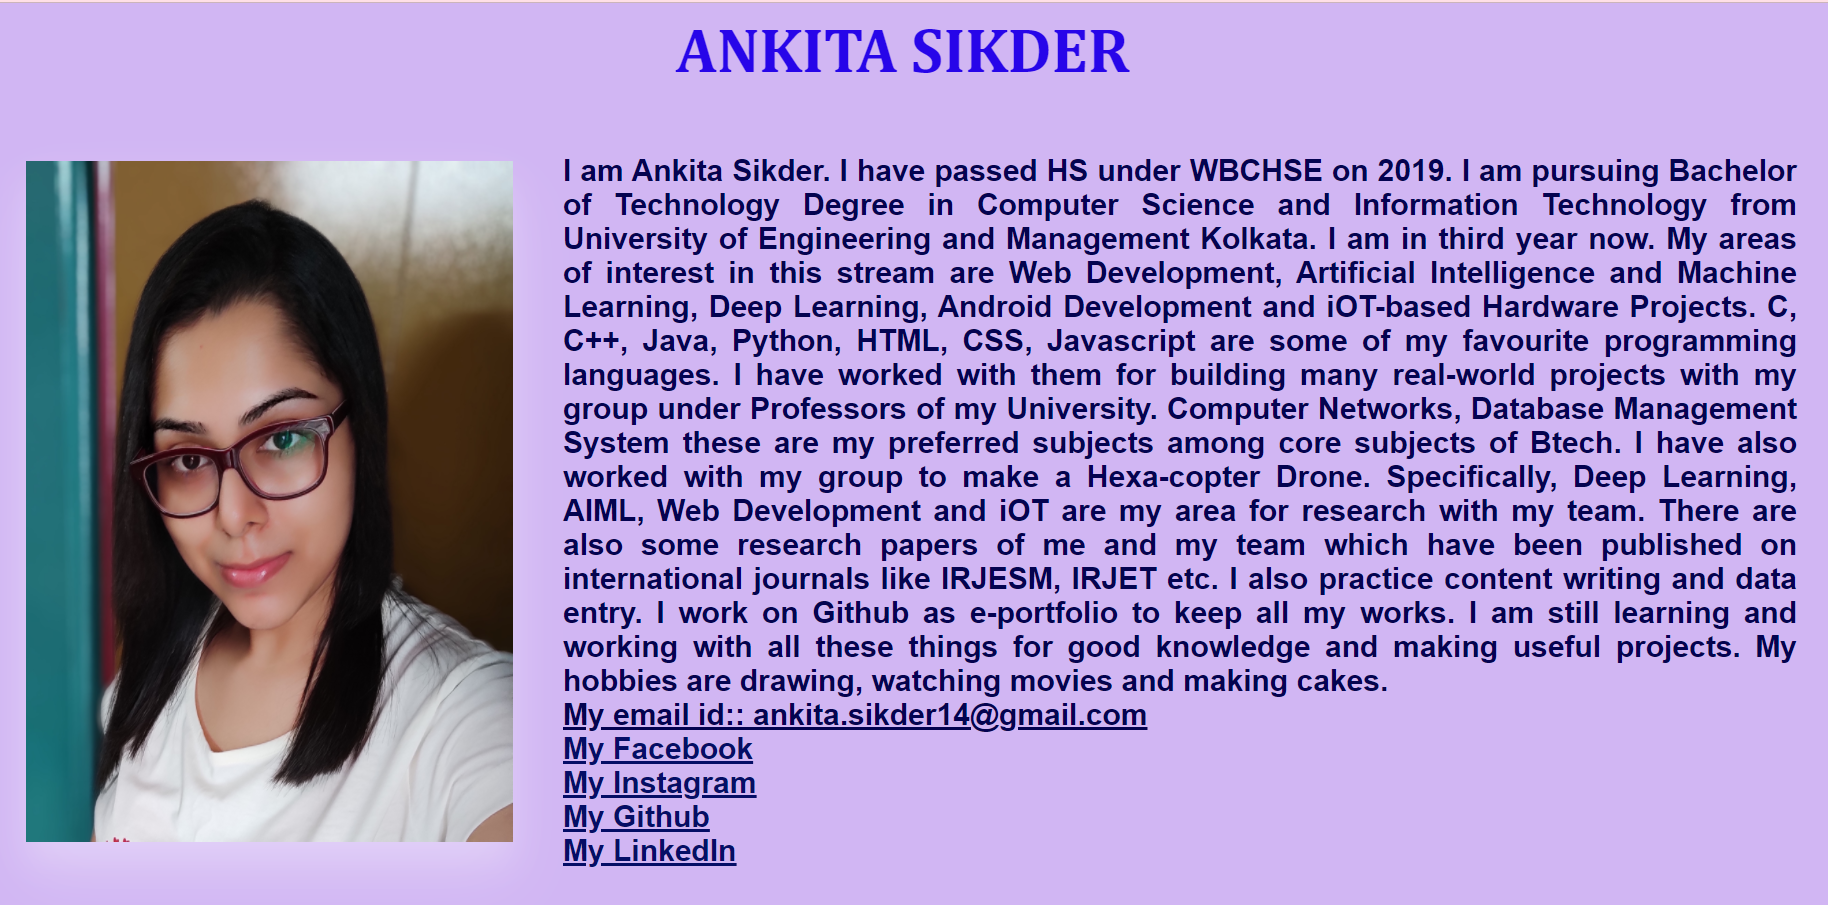 ANKITA SIKDER
I am Ankita Sikder. I have passed HS under WBCHSE on 2019. I am pursuing Bachelor
of Technology Degree in Computer Science and Information Technology from
University of Engineering and Management Kolkata. I am in third year now. My areas
of interest in this stream are Web Development, Artificial Intelligence and Machine
Learning, Deep Learning, Android Development and iOT-based Hardware Projects. C,
C++, Java, Python, HTML, CSS, Javascript are some of my favourite programming
languages. I have worked with them for building many real-world projects with my
group under Professors of my University. Computer Networks, Database Management
System these are my preferred subjects among core subjects of Btech. I have also
worked with my group to make a Hexa-copter Drone. Specifically, Deep Learning,
AIML, Web Development and iOT are my area for research with my team. There are
also some research papers of me and my team which have been published on
international journals like IRJESM, IRJET etc. I also practice content writing and data
entry. I work on Github as e-portfolio to keep all my works. I am still learning and
working with all these things for good knowledge and making useful projects. My
hobbies are drawing, watching movies and making cakes.
My email id:: ankita.sikder14@gmail.com
My Facebook
My Instagram
My Github
My LinkedIn